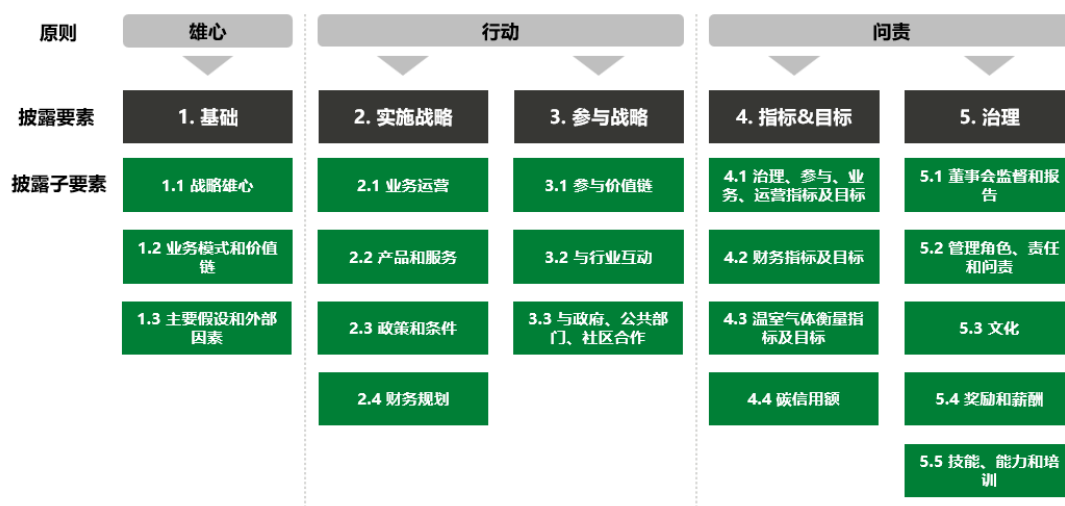 原则
雄心
行动
问责
披露要素
1. 基础
2. 实施战略
3. 参与战略
4. 指标&目标
5. 治理
披露子要素
1.1 战略雄心
2.1 业务运营
3.1 参与价值链
4.1 治理、参与、业
务、运营指标及目标
5.1 董事会监督和报
告
1.2 业务模式和价值
链
2.2 产品和服务
3.2 与行业互动
4.2 财务指标及目标
5.2 管理角色、责任
和问责
1.3 主要假设和外部
因素
2.3 政策和条件
3.3 与政府、公共部
门、社区合作
4.3 温室气体衡量指
标及目标
5.3 文化
2.4 财务规划
4.4 碳信用额
5.4 奖励和薪酬
5.5 技能、能力和培
训